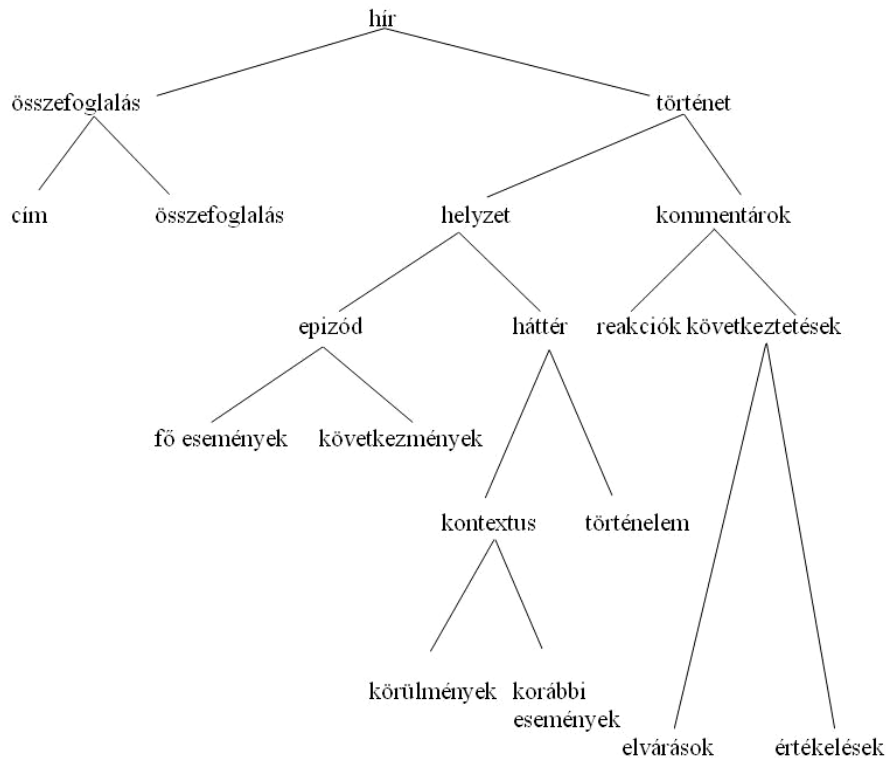 hír
összefoglalás
történet
cím
összefoglalás
helyzet
kommentárok
epizód
háttér
reakciók
következtetések
fő események
következmények
kontextus
történelem
körülmények
korábbi
események
elvárások
értékelések